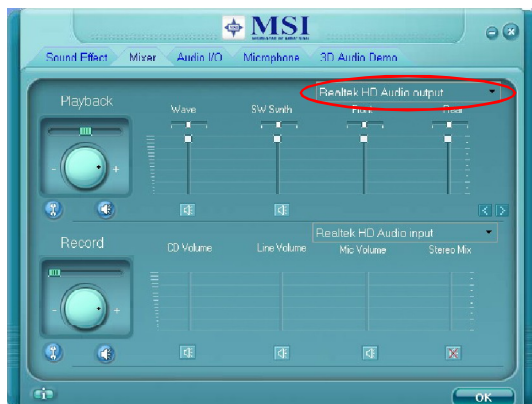 MSI
Sound Effect Mixer Audio I/O Microphone 3D Audio Demo
Realtek HD Audio output
Playback
Wave SW Synth Front Rear
- +
Realtek HD Audio input
Record
CD Volume Line Volume Mic Volume Stereo Mix
- +
OK